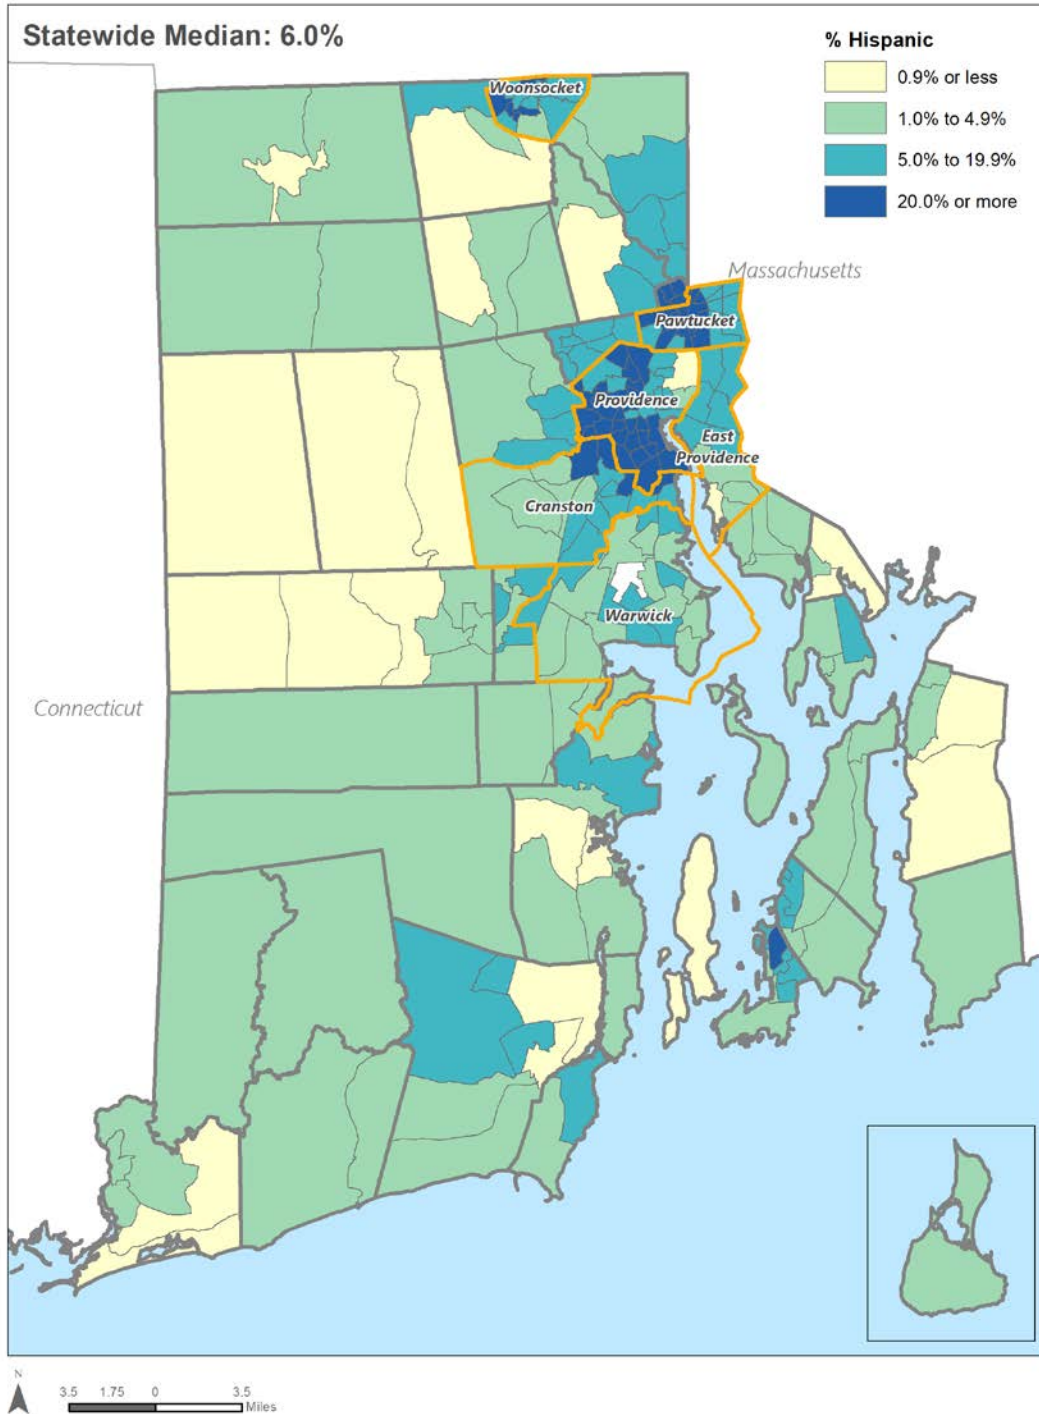 Statewide Median: 6.0%
% Hispanic
0.9% or less
1.0% to 4.9%
5.0% to 19.9%
20.0% or more
Woonsocket
Massachusetts
Pawtucket
Providence
East
Providence
Cranston
Warwick
Connecticut
N
3.5 1.75 0 3.5
Miles